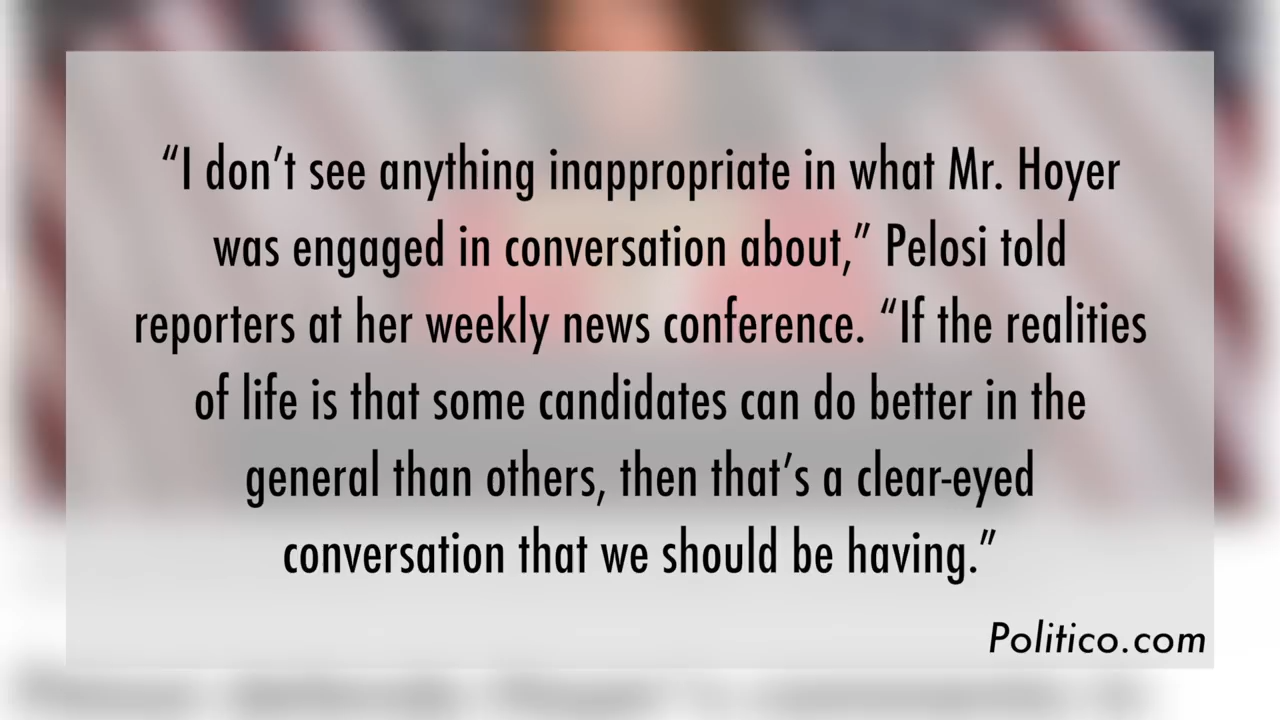 “I don’t see anything inappropriate in what Mr. Hoyer
was engaged in conversation about,” Pelosi told
reporters at her weekly news conference. “If the realities
of life is that some candidates can do better in the
general than others, then that’s a clear-eyed
conversation that we should be having.”
Politico.com